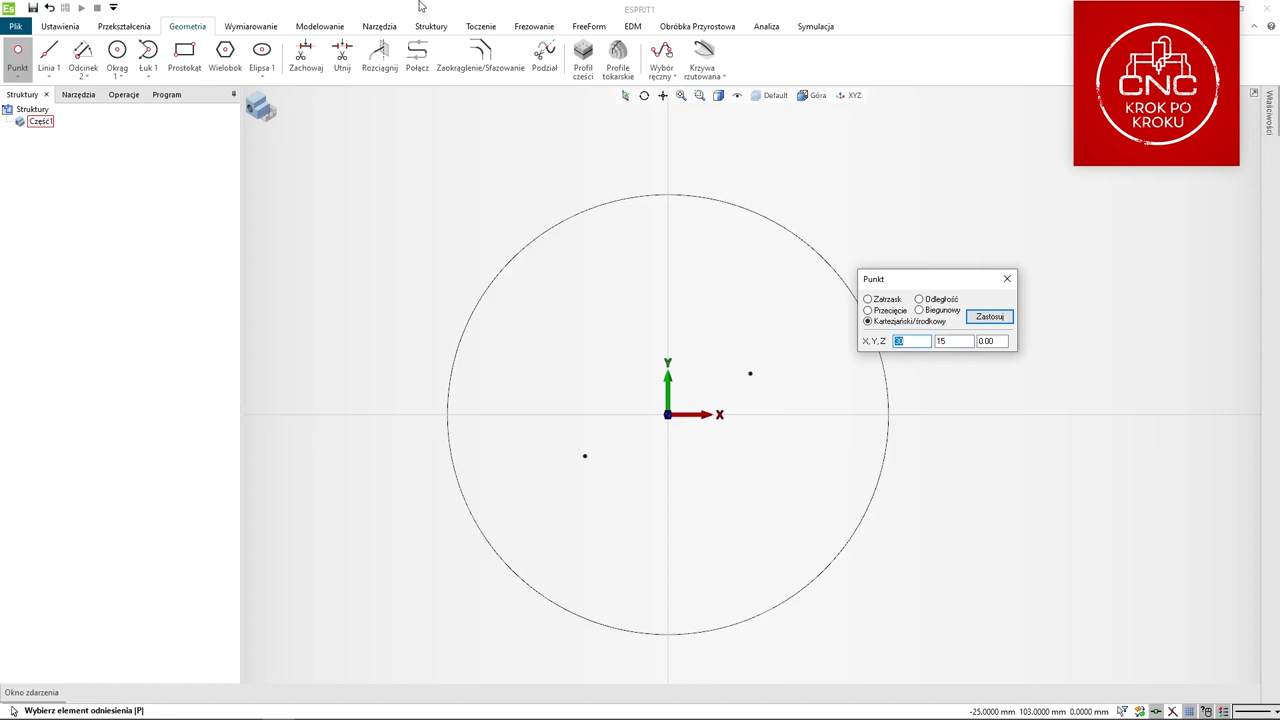 Es
ESPRIT1
Plik
Ustawienia
Przekształcenia
Geometria
Wymiarowanie
Modelowanie
Narzędzia
Struktury
Toczenie
Frezowanie
FreeForm
EDM
Obróbka Przyrostowa
Analiza
Symulacja
Punkt
Linia 1
Odcinek 2
Okrąg 1
Łuk 1
Prostokąt
Wielobok
Elipsa 1
Zachowaj
Utnij
Rozciągnij
Połącz
Zaokrąglenie/Sfazowanie
Podział
Profil części
Profile tokarskie
Wybór ręczny
Krzywa zrzutowana
Struktury
Narzędzia
Operacje
Program
Default
Góra
XYZ
Struktury
Część1
Właściwości
CNC
KROK PO
KROKU
Punkt
Zatrzask
Odległość
Przecięcie
Biegunowy
Kartezjański/środkowy
Zastosuj
X, Y, Z
30
15
0.00
Y
X
Okno zdarzenia
Wybierz element odniesienia |P|
-25.0000 mm 103.0000 mm 0.0000 mm